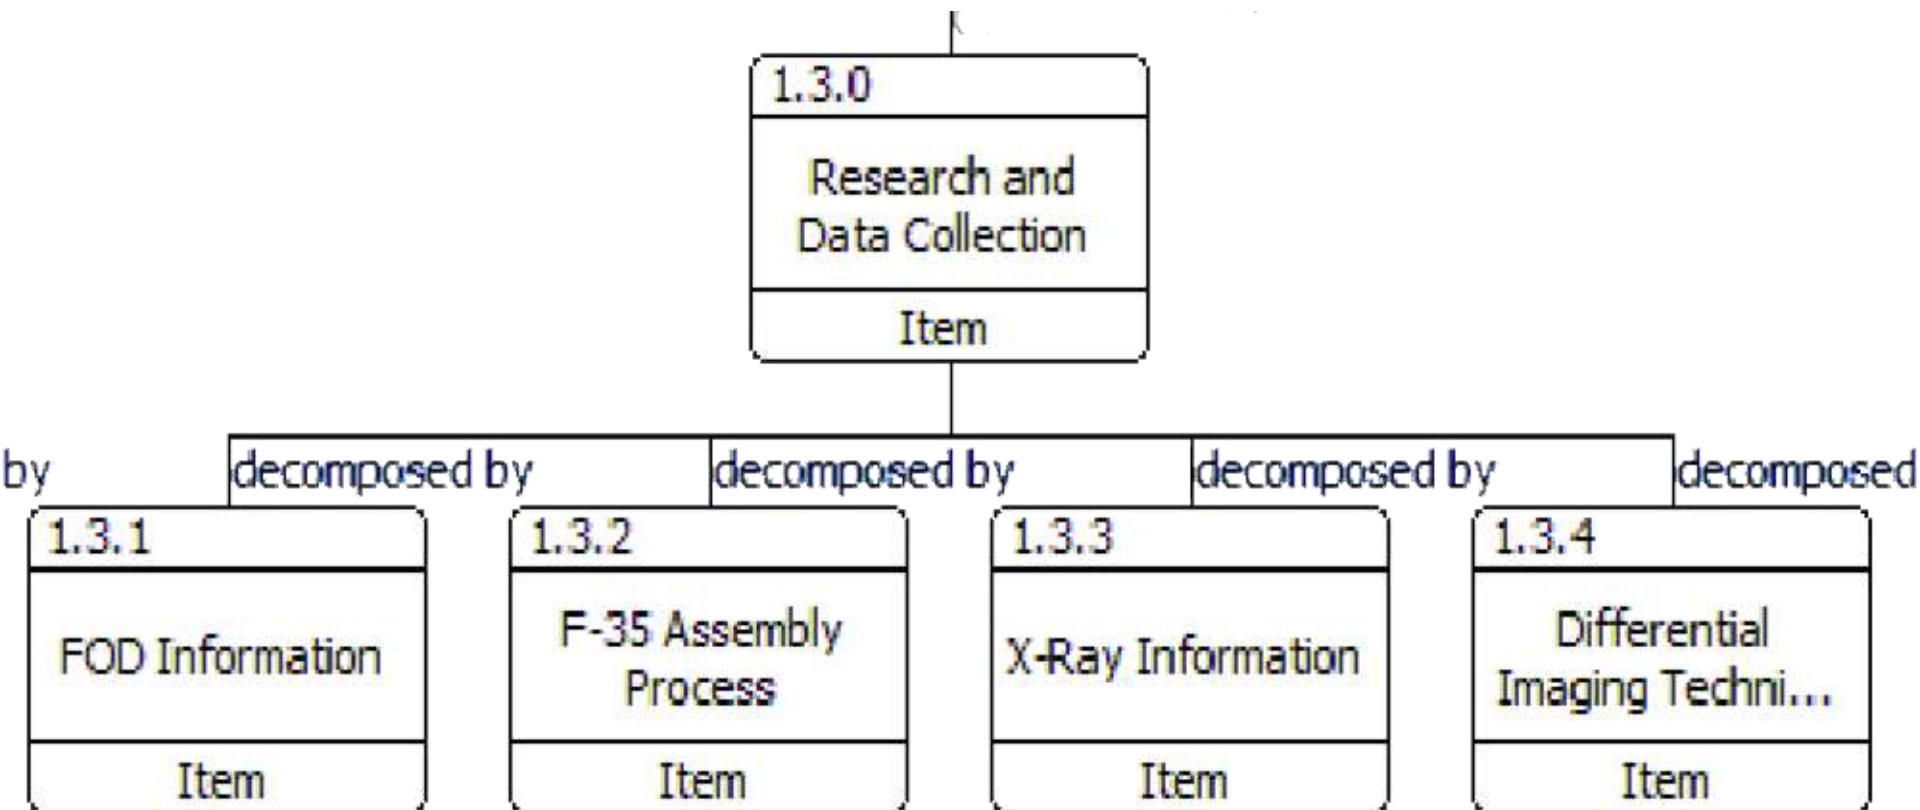 1.3.0
Research and
Data Collection
Item
by
decomposed by
decomposed by
decomposed by
decomposed
1.3.1
1.3.2
1.3.3
1.3.4
FOD Information
F-35 Assembly
Process
X-Ray Information
Differential
Imaging Techni...
Item
Item
Item
Item